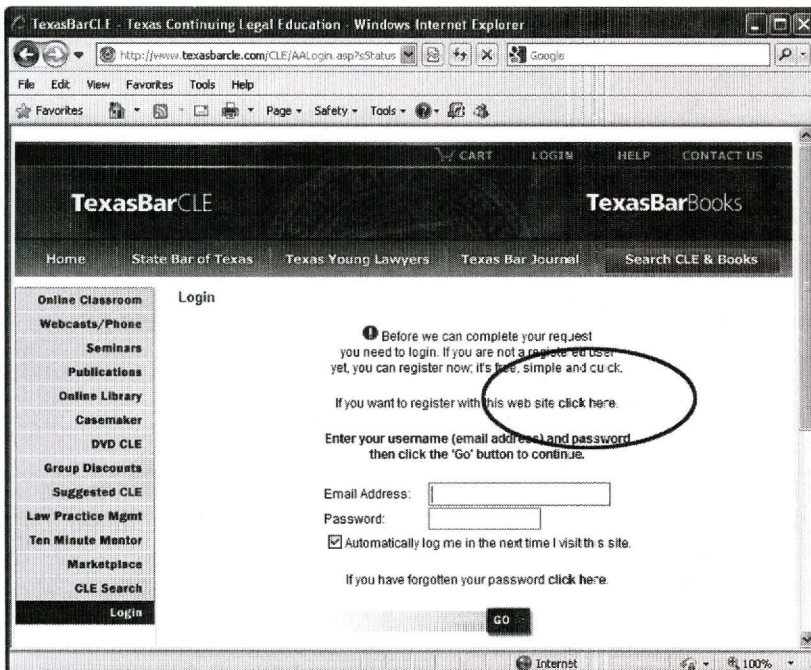 TexasBarCLE - Texas Continuing Legal Education - Windows Internet Explorer
http://www.texasbarcle.com/CLE/AALogin.asp?sStatus
Google
File Edit View Favorites Tools Help
Favorites Page Safety Tools
CART LOGIN HELP CONTACT US
TexasBarCLE TexasBarBooks
Home State Bar of Texas Texas Young Lawyers Texas Bar Journal Search CLE & Books
Online Classroom
Webcasts/Phone
Seminars
Publications
Online Library
Casemaker
DVD CLE
Group Discounts
Suggested CLE
Law Practice Mgmt
Ten Minute Mentor
Marketplace
CLE Search
Login
Login
Before we can complete your request
you need to login. If you are not a registered user
yet, you can register now; it's free, simple and quick.
If you want to register with this web site click here.
Enter your username (email address) and password
then click the 'Go' button to continue.
Email Address:
Password:
Automatically log me in the next time I visit this site.
If you have forgotten your password click here.
GO
Internet 100%